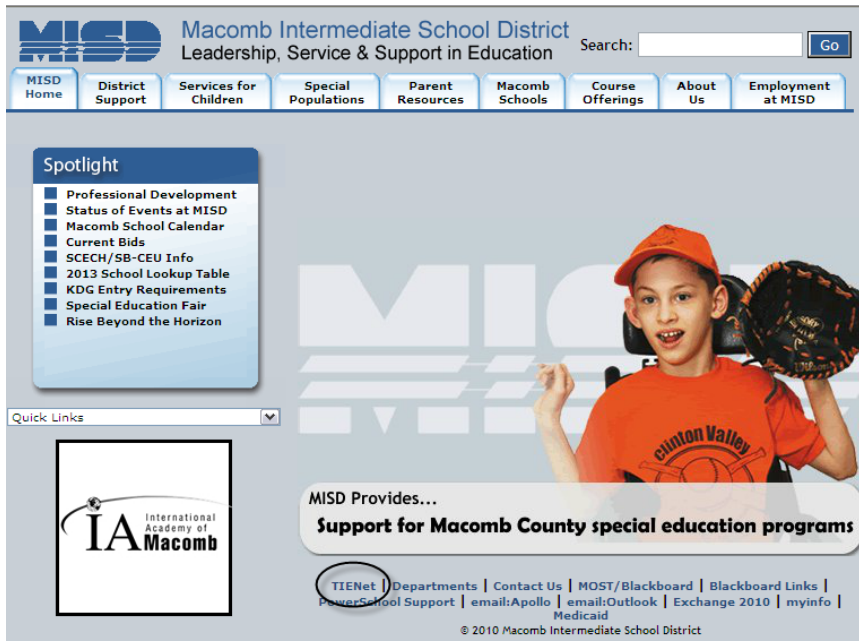 MISD
Macomb Intermediate School District
Leadership, Service & Support in Education
Search:
Go
MISD Home
District Support
Services for Children
Special Populations
Parent Resources
Macomb Schools
Course Offerings
About Us
Employment at MISD
Spotlight
Professional Development
Status of Events at MISD
Macomb School Calendar
Current Bids
SCECH/SB-CEU Info
2013 School Lookup Table
KDG Entry Requirements
Special Education Fair
Rise Beyond the Horizon
Quick Links
IA International Academy of Macomb
MISD
Clinton Valley
Wilson
MISD Provides...
Support for Macomb County special education programs
TIENet | Departments | Contact Us | MOST/Blackboard | Blackboard Links |
PowerSchool Support | email:Apollo | email:Outlook | Exchange 2010 | myinfo |
Medicaid
© 2010 Macomb Intermediate School District